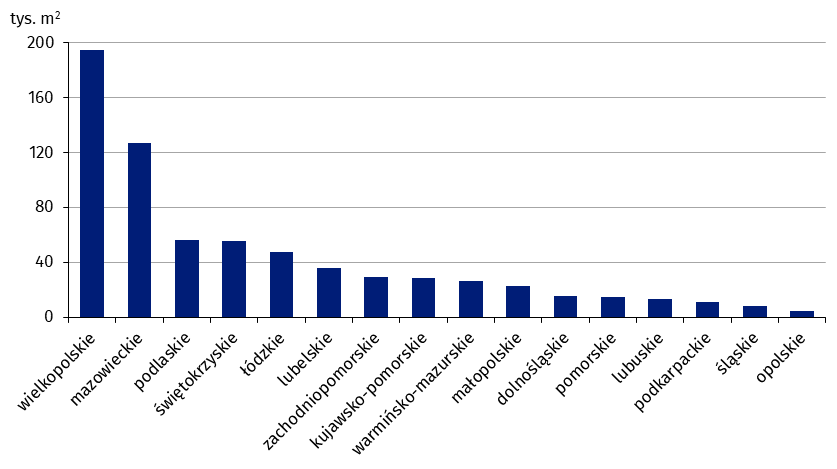 tys. m²
200
160
120
80
40
0
wielkopolskie
mazowieckie
podlaskie
świętokrzyskie
łódzkie
lubelskie
zachodniopomorskie
kujawsko-pomorskie
warmińsko-mazurskie
małopolskie
dolnośląskie
pomorskie
lubuskie
podkarpackie
śląskie
opolskie